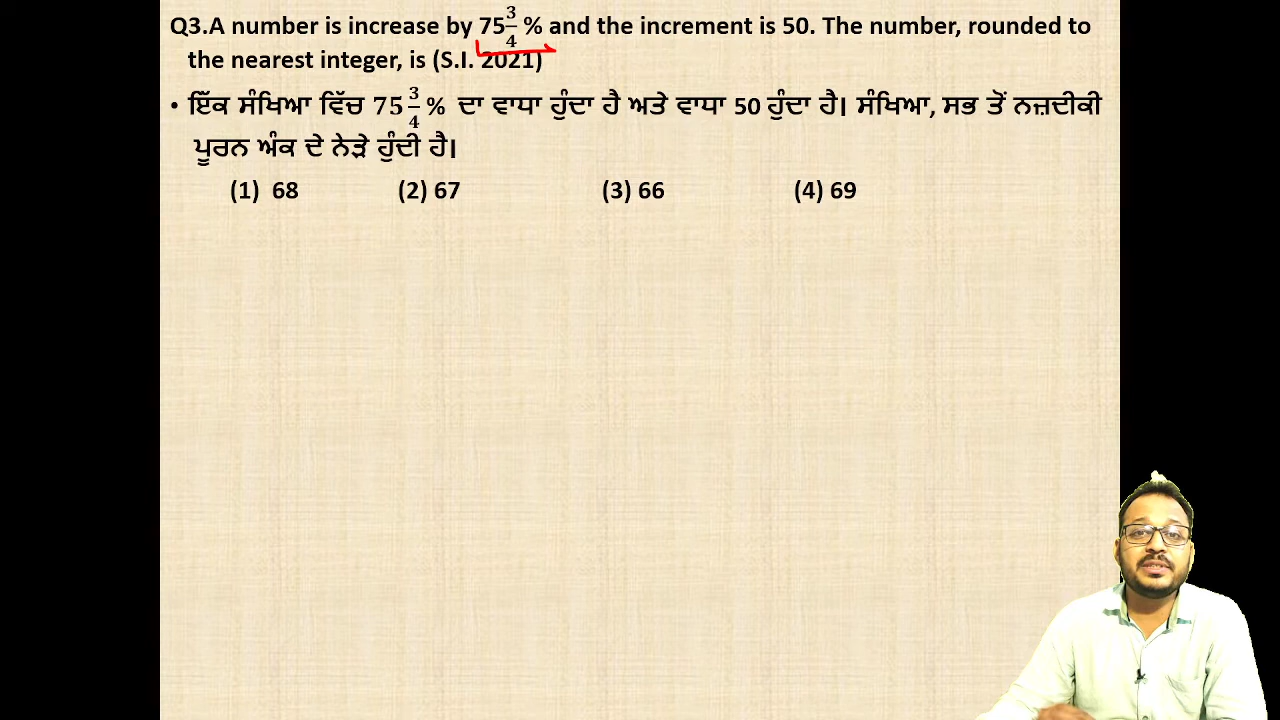 Q3.A number is increase by 75 3/4 % and the increment is 50. The number, rounded to
the nearest integer, is (S.I. 2021)
• ਇੱਕ ਸੰਖਿਆ ਵਿੱਚ 75 3/4 % ਦਾ ਵਾਧਾ ਹੁੰਦਾ ਹੈ ਅਤੇ ਵਾਧਾ 50 ਹੁੰਦਾ ਹੈ। ਸੰਖਿਆ, ਸਭ ਤੋਂ ਨਜ਼ਦੀਕੀ
ਪੂਰਨ ਅੰਕ ਦੇ ਨੇੜੇ ਹੁੰਦੀ ਹੈ।
(1) 68 (2) 67 (3) 66 (4) 69